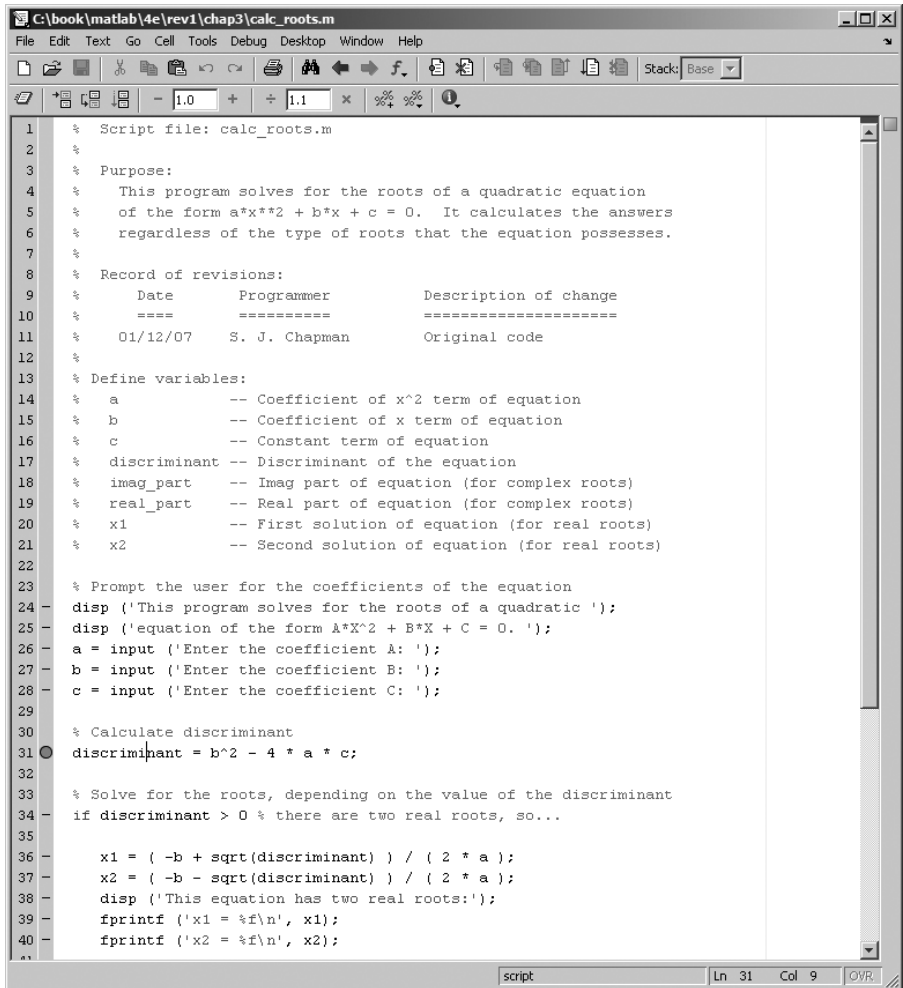 C:\book\matlab\4e\rev1\chap3\calc_roots.m
File Edit Text Go Cell Tools Debug Desktop Window Help
Stack: Base
- 1.0 + ÷ 1.1 ×
1 % Script file: calc_roots.m
2 %
3 % Purpose:
4 % This program solves for the roots of a quadratic equation
5 % of the form a*x**2 + b*x + c = 0. It calculates the answers
6 % regardless of the type of roots that the equation possesses.
7 %
8 % Record of revisions:
9 % Date Programmer Description of change
10 % ==== ========== =====================
11 % 01/12/07 S. J. Chapman Original code
12 %
13 % Define variables:
14 % a -- Coefficient of x^2 term of equation
15 % b -- Coefficient of x term of equation
16 % c -- Constant term of equation
17 % discriminant -- Discriminant of the equation
18 % imag_part -- Imag part of equation (for complex roots)
19 % real_part -- Real part of equation (for complex roots)
20 % x1 -- First solution of equation (for real roots)
21 % x2 -- Second solution of equation (for real roots)
22
23 % Prompt the user for the coefficients of the equation
24 - disp ('This program solves for the roots of a quadratic ');
25 - disp ('equation of the form A*X^2 + B*X + C = 0. ');
26 - a = input ('Enter the coefficient A: ');
27 - b = input ('Enter the coefficient B: ');
28 - c = input ('Enter the coefficient C: ');
29
30 % Calculate discriminant
31 discriminant = b^2 - 4 * a * c;
32
33 % Solve for the roots, depending on the value of the discriminant
34 - if discriminant > 0 % there are two real roots, so...
35
36 - x1 = ( -b + sqrt(discriminant) ) / ( 2 * a );
37 - x2 = ( -b - sqrt(discriminant) ) / ( 2 * a );
38 - disp ('This equation has two real roots:');
39 - fprintf ('x1 = %f\n', x1);
40 - fprintf ('x2 = %f\n', x2);
script Ln 31 Col 9 OVR